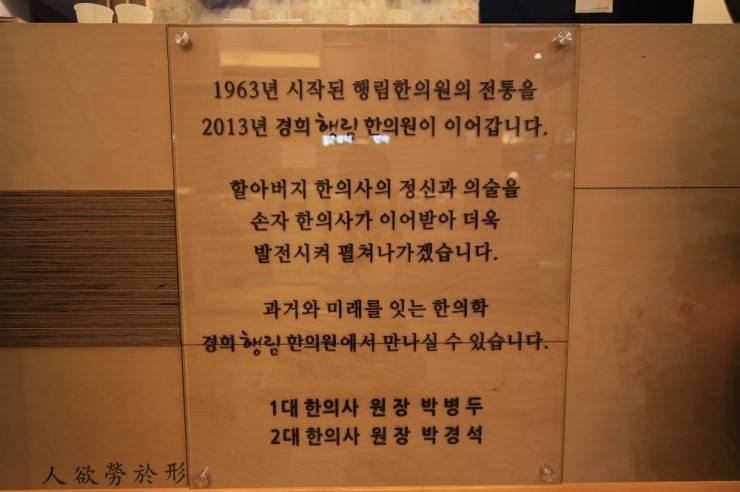 1963년 시작된 행림한의원의 전통을
2013년 경희행림한의원이 이어갑니다.
할아버지 한의사의 정신과 의술을
손자 한의사가 이어받아 더욱
발전시켜 펼쳐나가겠습니다.
과거와 미래를 잇는 한의학
경희행림한의원에서 만나실 수 있습니다.
1대 한의사 원장 박병두
2대 한의사 원장 박경석
人欲勞於形